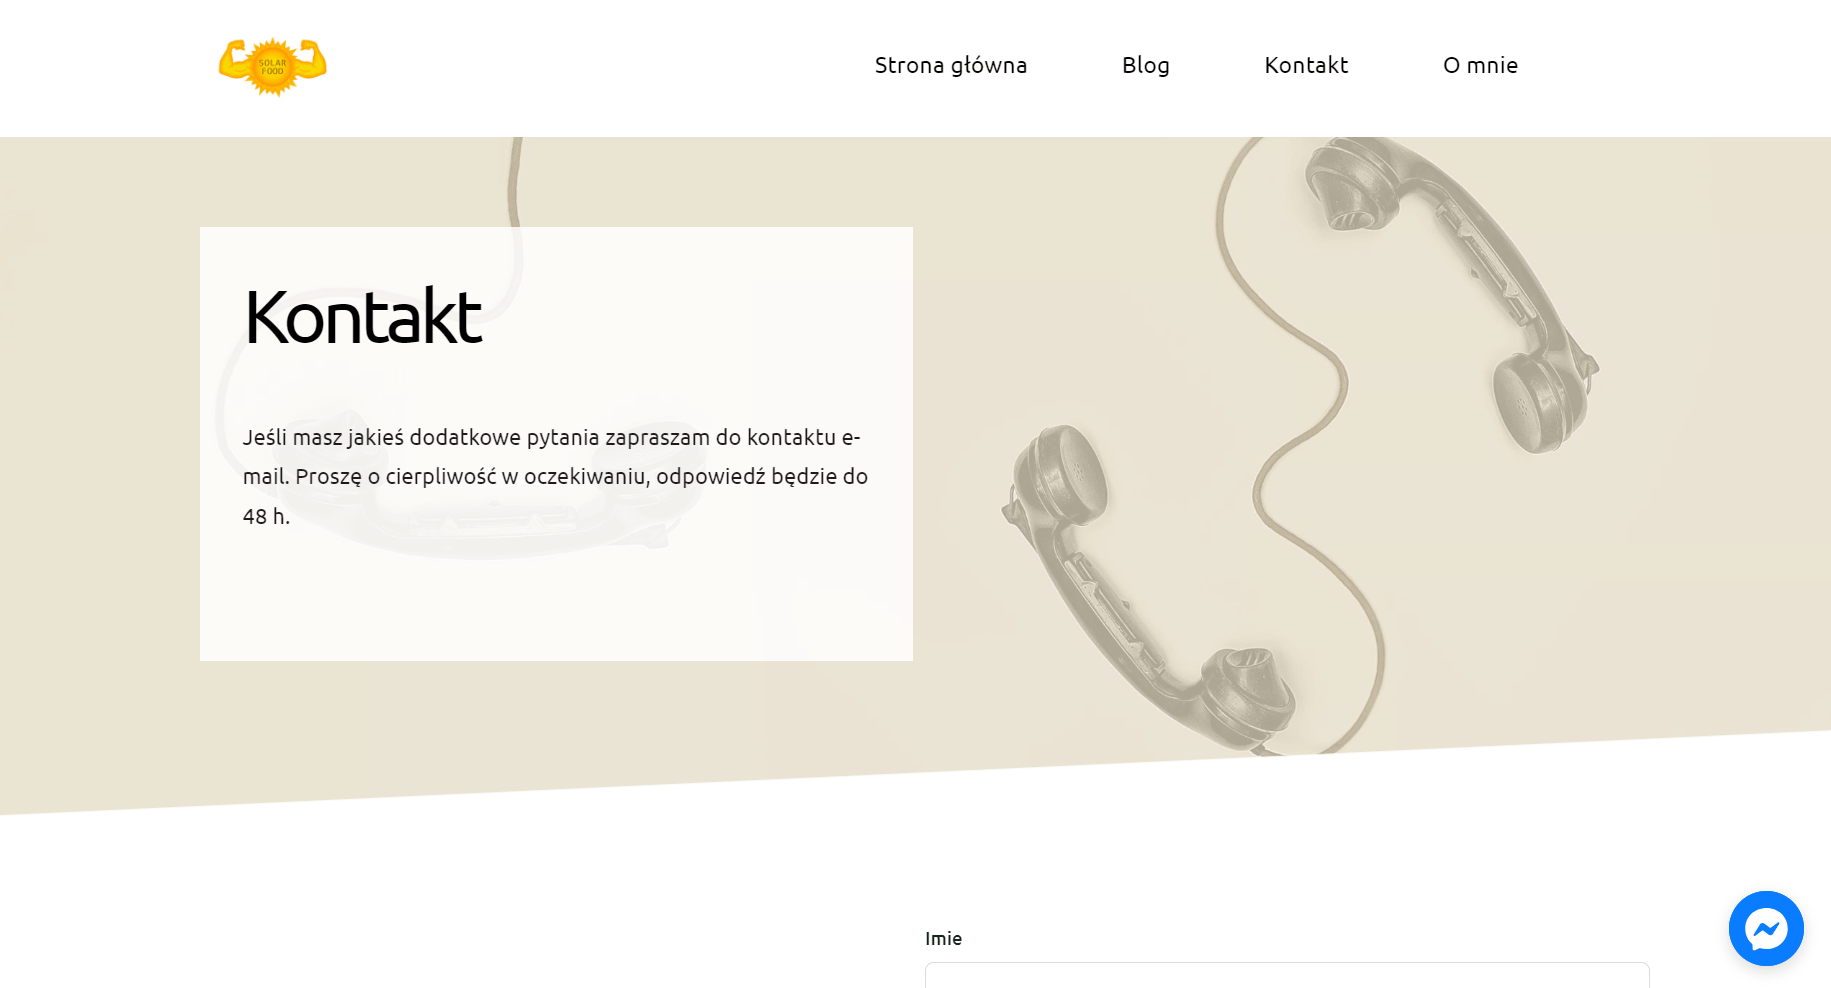 SOLAR
FOOD
Strona główna
Blog
Kontakt
O mnie
Kontakt
Jeśli masz jakieś dodatkowe pytania zapraszam do kontaktu e-
mail. Proszę o cierpliwość w oczekiwaniu, odpowiedź będzie do
48 h.
Imie